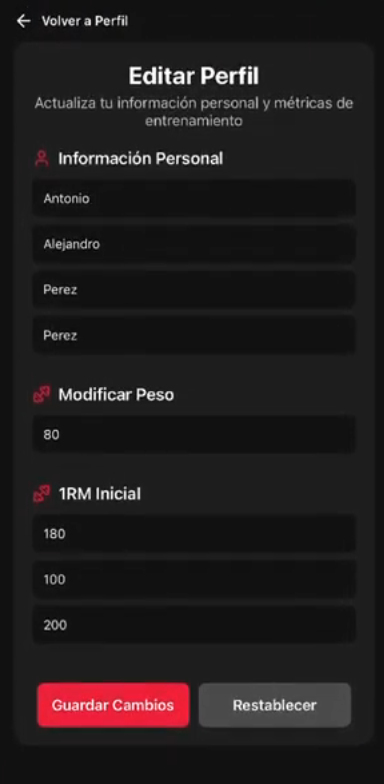 Volver a Perfil
Editar Perfil
Actualiza tu información personal y métricas de
entrenamiento
Información Personal
Antonio
Alejandro
Perez
Perez
Modificar Peso
80
1RM Inicial
180
100
200
Guardar Cambios
Restablecer